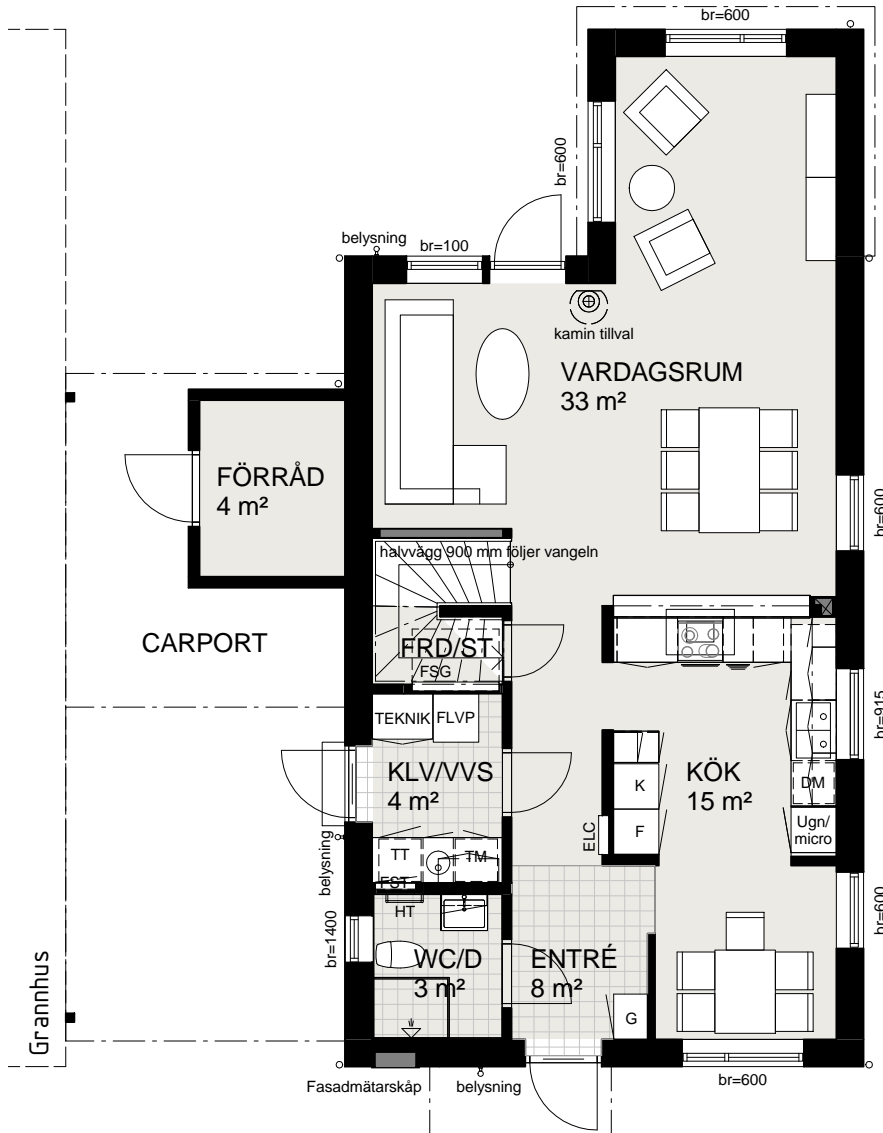 br=600
br=600
belysning
br=100
kamin tillval
VARDAGSRUM
33 m²
FÖRRÅD
4 m²
br=600
halvvägg 900 mm följer vangeln
CARPORT
FRD/ST
FSG
TEKNIK
FLVP
br=915
KLV/VVS
4 m²
KÖK
15 m²
K
DM
F
Ugn/
micro
ELC
TT
TM
FST
belysning
HT
br=1400
br=600
WC/D
3 m²
ENTRÉ
8 m²
G
Grannhus
Fasadmätarskåp
belysning
br=600